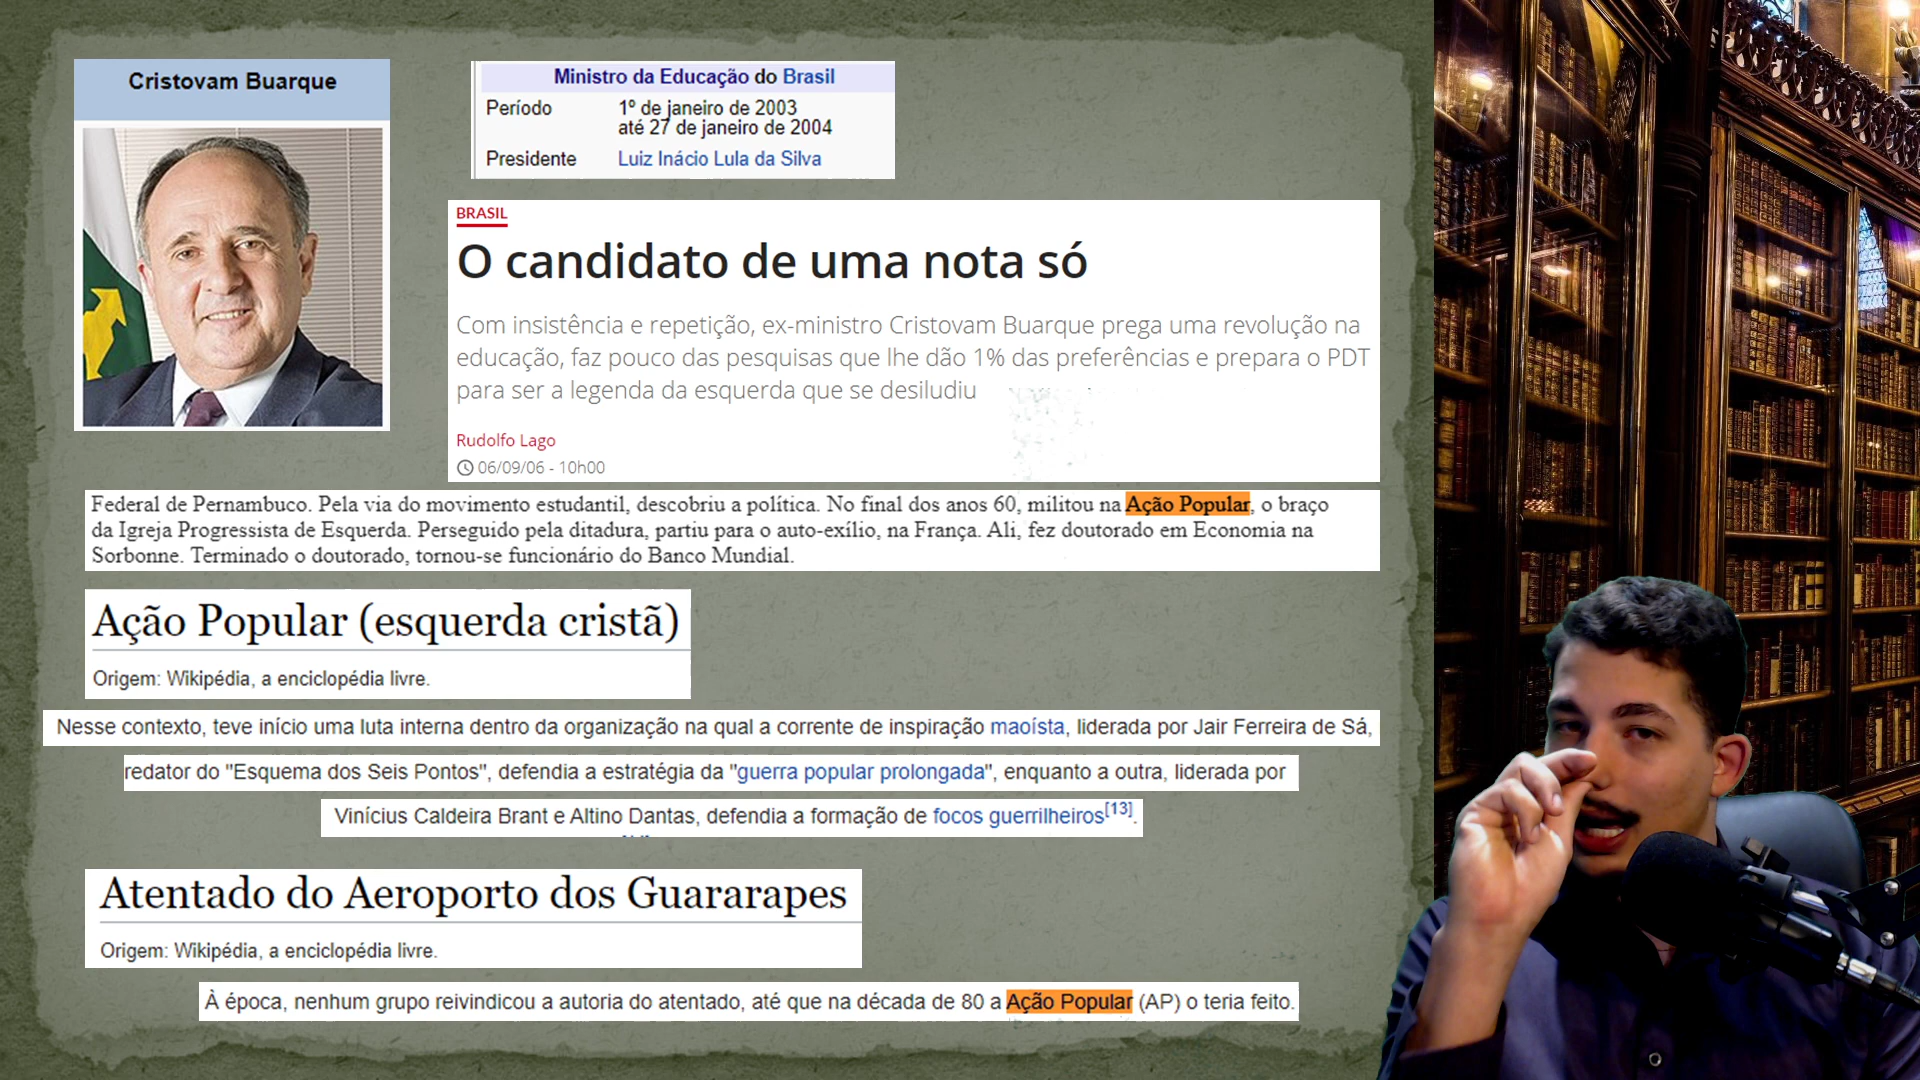 Cristovam Buarque
Ministro da Educação do Brasil
Período 1º de janeiro de 2003
até 27 de janeiro de 2004
Presidente Luiz Inácio Lula da Silva
BRASIL
O candidato de uma nota só
Com insistência e repetição, ex-ministro Cristovam Buarque prega uma revolução na
educação, faz pouco das pesquisas que lhe dão 1% das preferências e prepara o PDT
para ser a legenda da esquerda que se desiludiu
Rudolfo Lago
06/09/06 - 10h00
Federal de Pernambuco. Pela via do movimento estudantil, descobriu a política. No final dos anos 60, militou na Ação Popular, o braço
da Igreja Progressista de Esquerda. Perseguido pela ditadura, partiu para o auto-exílio, na França. Ali, fez doutorado em Economia na
Sorbonne. Terminado o doutorado, tornou-se funcionário do Banco Mundial.
Ação Popular (esquerda cristã)
Origem: Wikipédia, a enciclopédia livre.
Nesse contexto, teve início uma luta interna dentro da organização na qual a corrente de inspiração maoísta, liderada por Jair Ferreira de Sá,
redator do "Esquema dos Seis Pontos", defendia a estratégia da "guerra popular prolongada", enquanto a outra, liderada por
Vinícius Caldeira Brant e Altino Dantas, defendia a formação de focos guerrilheiros[13].
Atentado do Aeroporto dos Guararapes
Origem: Wikipédia, a enciclopédia livre.
À época, nenhum grupo reivindicou a autoria do atentado, até que na década de 80 a Ação Popular (AP) o teria feito.